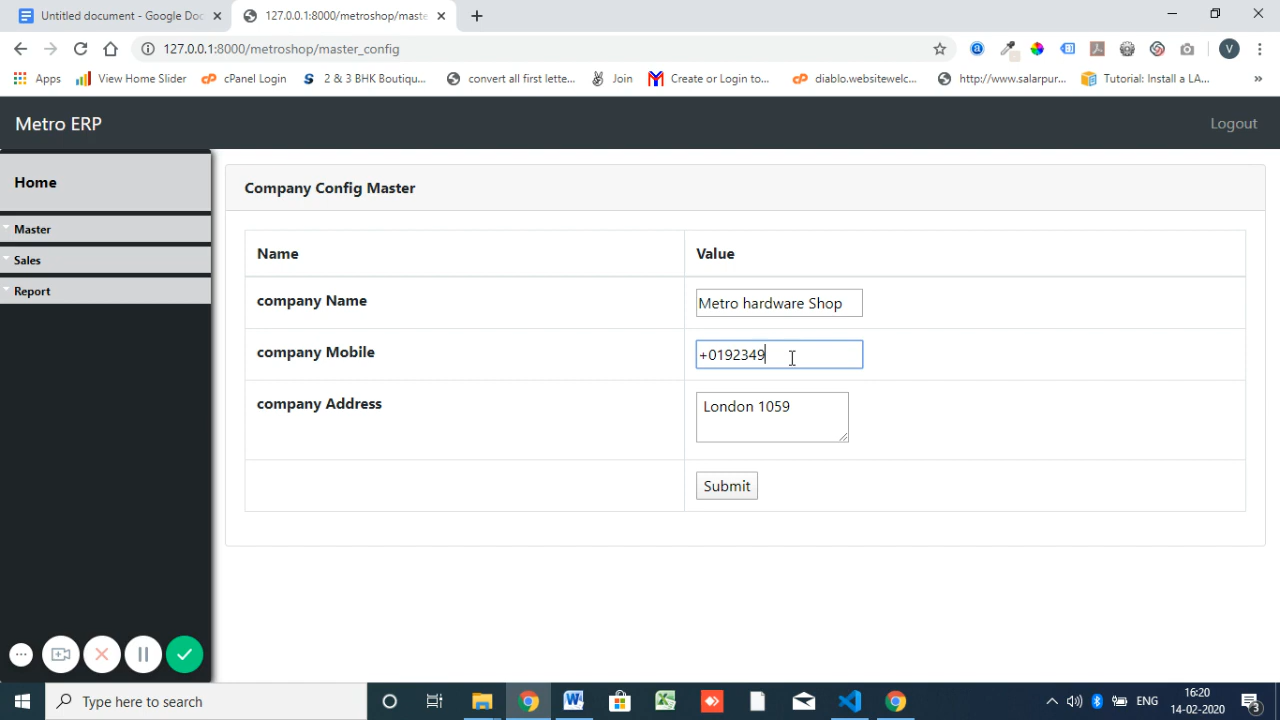 Untitled document - Google Doc
127.0.0.1:8000/metroshop/maste
127.0.0.1:8000/metroshop/master_config
V
Apps
View Home Slider
cPanel Login
2 & 3 BHK Boutiqu...
convert all first lette...
Join
Create or Login to...
diablo.websitewelc...
http://www.salarpur...
Tutorial: Install a LA...
Metro ERP
Logout
Home
Master
Sales
Report
Company Config Master
Name
Value
company Name
Metro hardware Shop
company Mobile
+0192349
company Address
London 1059
Submit
Type here to search
ENG
16:20
14-02-2020
3